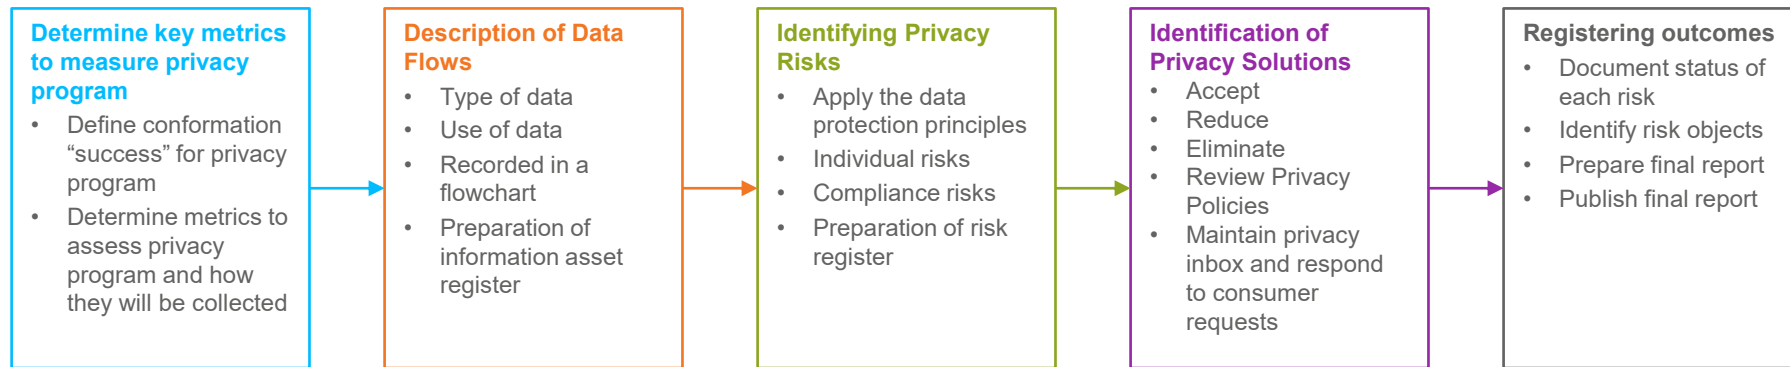 Determine key metrics
to measure privacy
program
• Define conformation
“success” for privacy
program
• Determine metrics to
assess privacy
program and how
they will be collected
Description of Data
Flows
• Type of data
• Use of data
• Recorded in a
flowchart
• Preparation of
information asset
register
Identifying Privacy
Risks
• Apply the data
protection principles
• Individual risks
• Compliance risks
• Preparation of risk
register
Identification of
Privacy Solutions
• Accept
• Reduce
• Eliminate
• Review Privacy
Policies
• Maintain privacy
inbox and respond
to consumer
requests
Registering outcomes
• Document status of
each risk
• Identify risk objects
• Prepare final report
• Publish final report